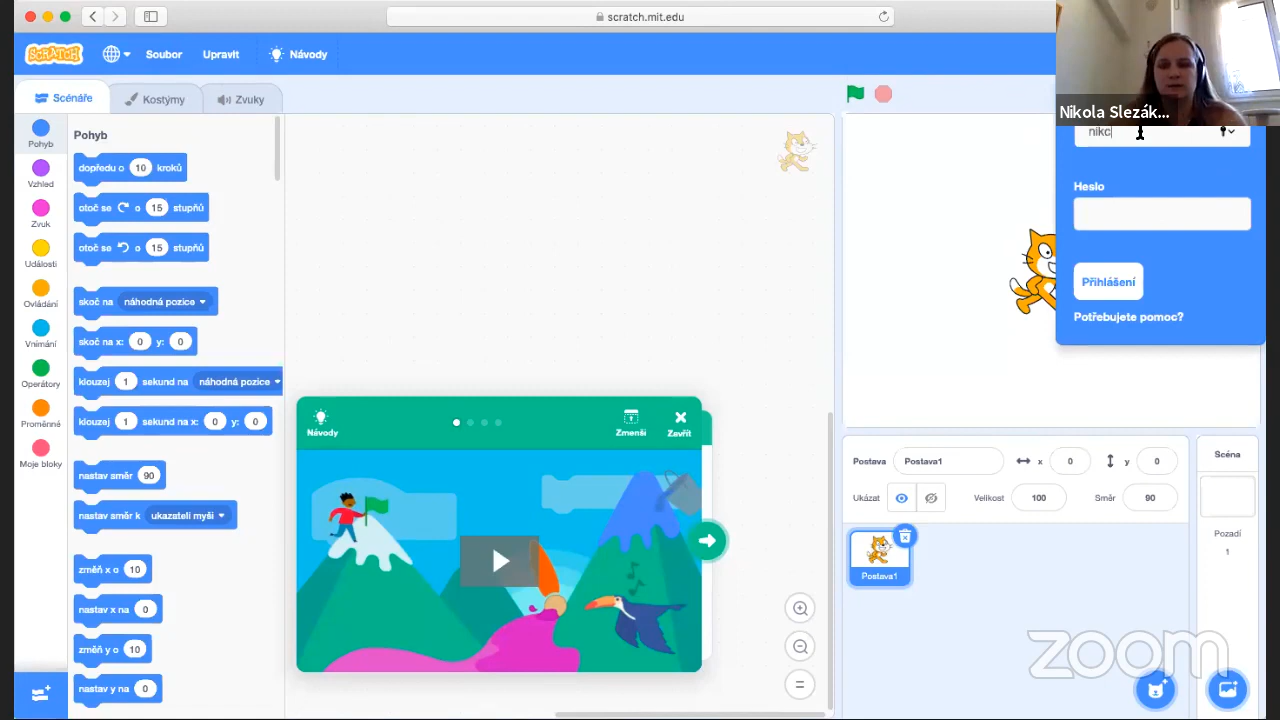 scratch.mit.edu
SCRATCH
Soubor
Upravit
Návody
Nikola Slezák...
nikc
Scénáře
Kostýmy
Zvuky
Pohyb
Vzhled
Zvuk
Události
Ovládání
Vnímání
Operátory
Proměnné
Moje bloky
Pohyb
dopředu o 10 kroků
otoč se o 15 stupňů
otoč se o 15 stupňů
skoč na náhodná pozice
skoč na x: 0 y: 0
klouzej 1 sekund na náhodná pozice
klouzej 1 sekund na x: 0 y: 0
nastav směr 90
nastav směr k ukazateli myši
změň x o 10
nastav x na 0
změň y o 10
nastav y na 0
Návody
Zmenši
Zavřít
Heslo
Přihlášení
Potřebujete pomoc?
Postava Postava1 x 0 y 0
Ukázat Velikost 100 Směr 90
Postava1
Scéna
Pozadí
1
zoom